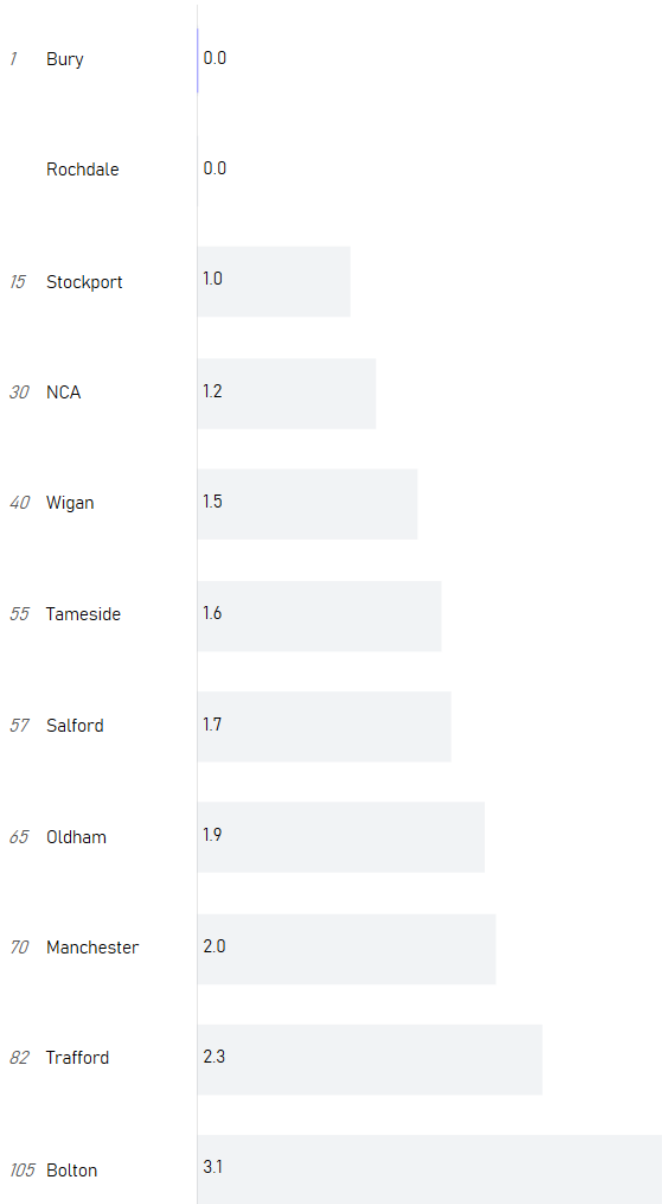 1 Bury 0.0
Rochdale 0.0
15 Stockport 1.0
30 NCA 1.2
40 Wigan 1.5
55 Tameside 1.6
57 Salford 1.7
65 Oldham 1.9
70 Manchester 2.0
82 Trafford 2.3
105 Bolton 3.1